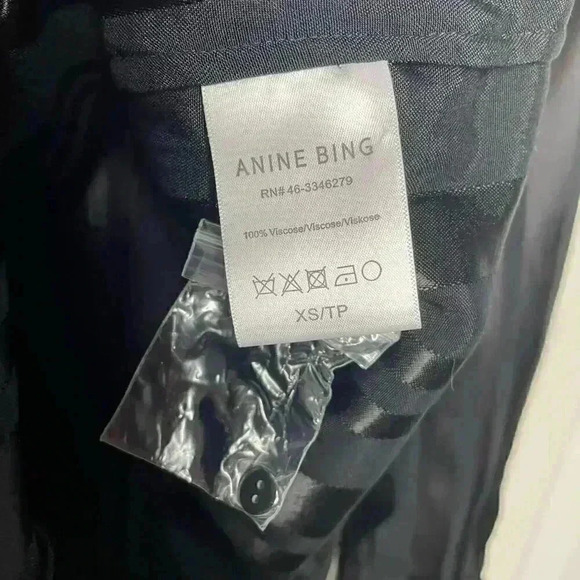 ANINE BING
RN# 46-3346279
100% Viscose/Viscose/Viskose
XS/TP